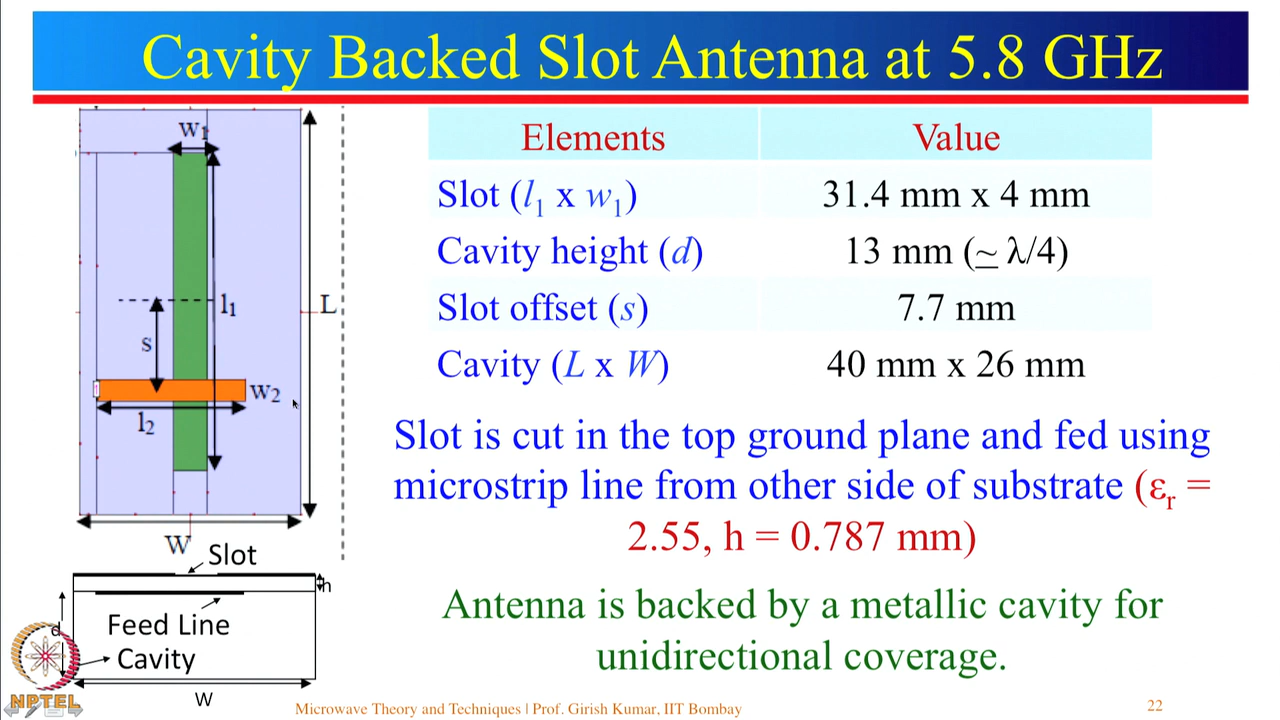 Cavity Backed Slot Antenna at 5.8 GHz
w1
l1
L
s
w2
l2
W
Slot
h
Feed Line
d
Cavity
W
NPTEL
Elements Value
Slot (l1 x w1) 31.4 mm x 4 mm
Cavity height (d) 13 mm (≃ λ/4)
Slot offset (s) 7.7 mm
Cavity (L x W) 40 mm x 26 mm
Slot is cut in the top ground plane and fed using
microstrip line from other side of substrate (εr =
2.55, h = 0.787 mm)
Antenna is backed by a metallic cavity for
unidirectional coverage.
Microwave Theory and Techniques | Prof. Girish Kumar, IIT Bombay
22